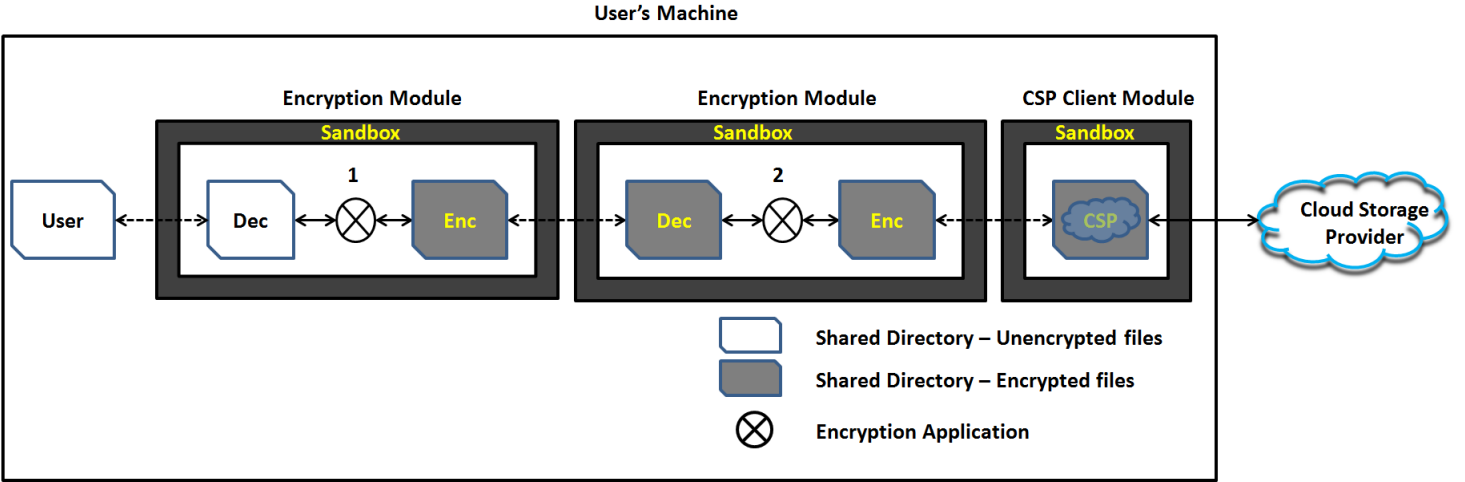 User's Machine
Encryption Module
Encryption Module
CSP Client Module
Sandbox
Sandbox
Sandbox
1
2
User
Dec
Enc
Dec
Enc
CSP
Cloud Storage
Provider
Shared Directory – Unencrypted files
Shared Directory – Encrypted files
Encryption Application